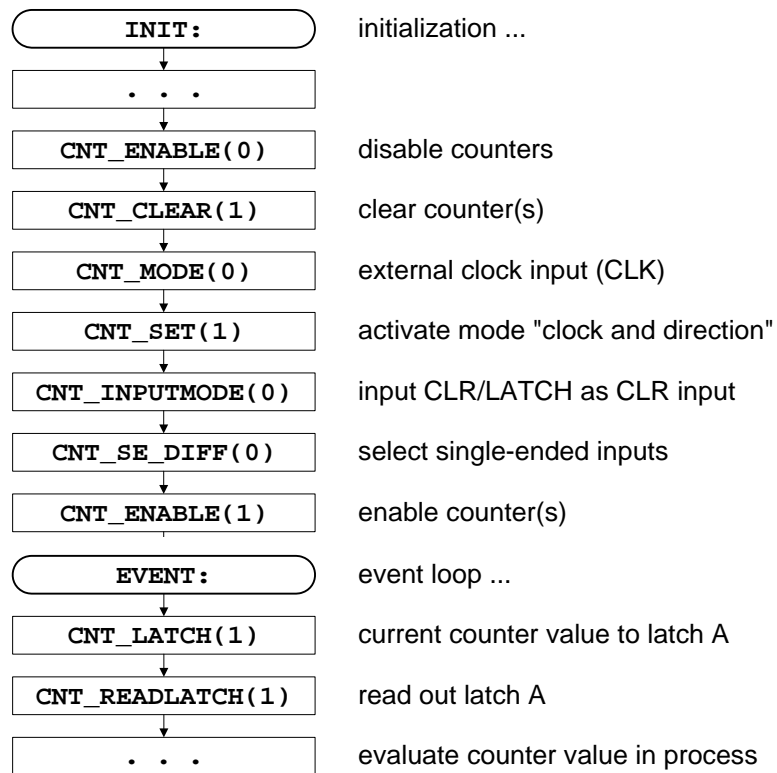 INIT: initialization ...
. . .
CNT_ENABLE(0) disable counters
CNT_CLEAR(1) clear counter(s)
CNT_MODE(0) external clock input (CLK)
CNT_SET(1) activate mode "clock and direction"
CNT_INPUTMODE(0) input CLR/LATCH as CLR input
CNT_SE_DIFF(0) select single-ended inputs
CNT_ENABLE(1) enable counter(s)
EVENT: event loop ...
CNT_LATCH(1) current counter value to latch A
CNT_READLATCH(1) read out latch A
. . . evaluate counter value in process